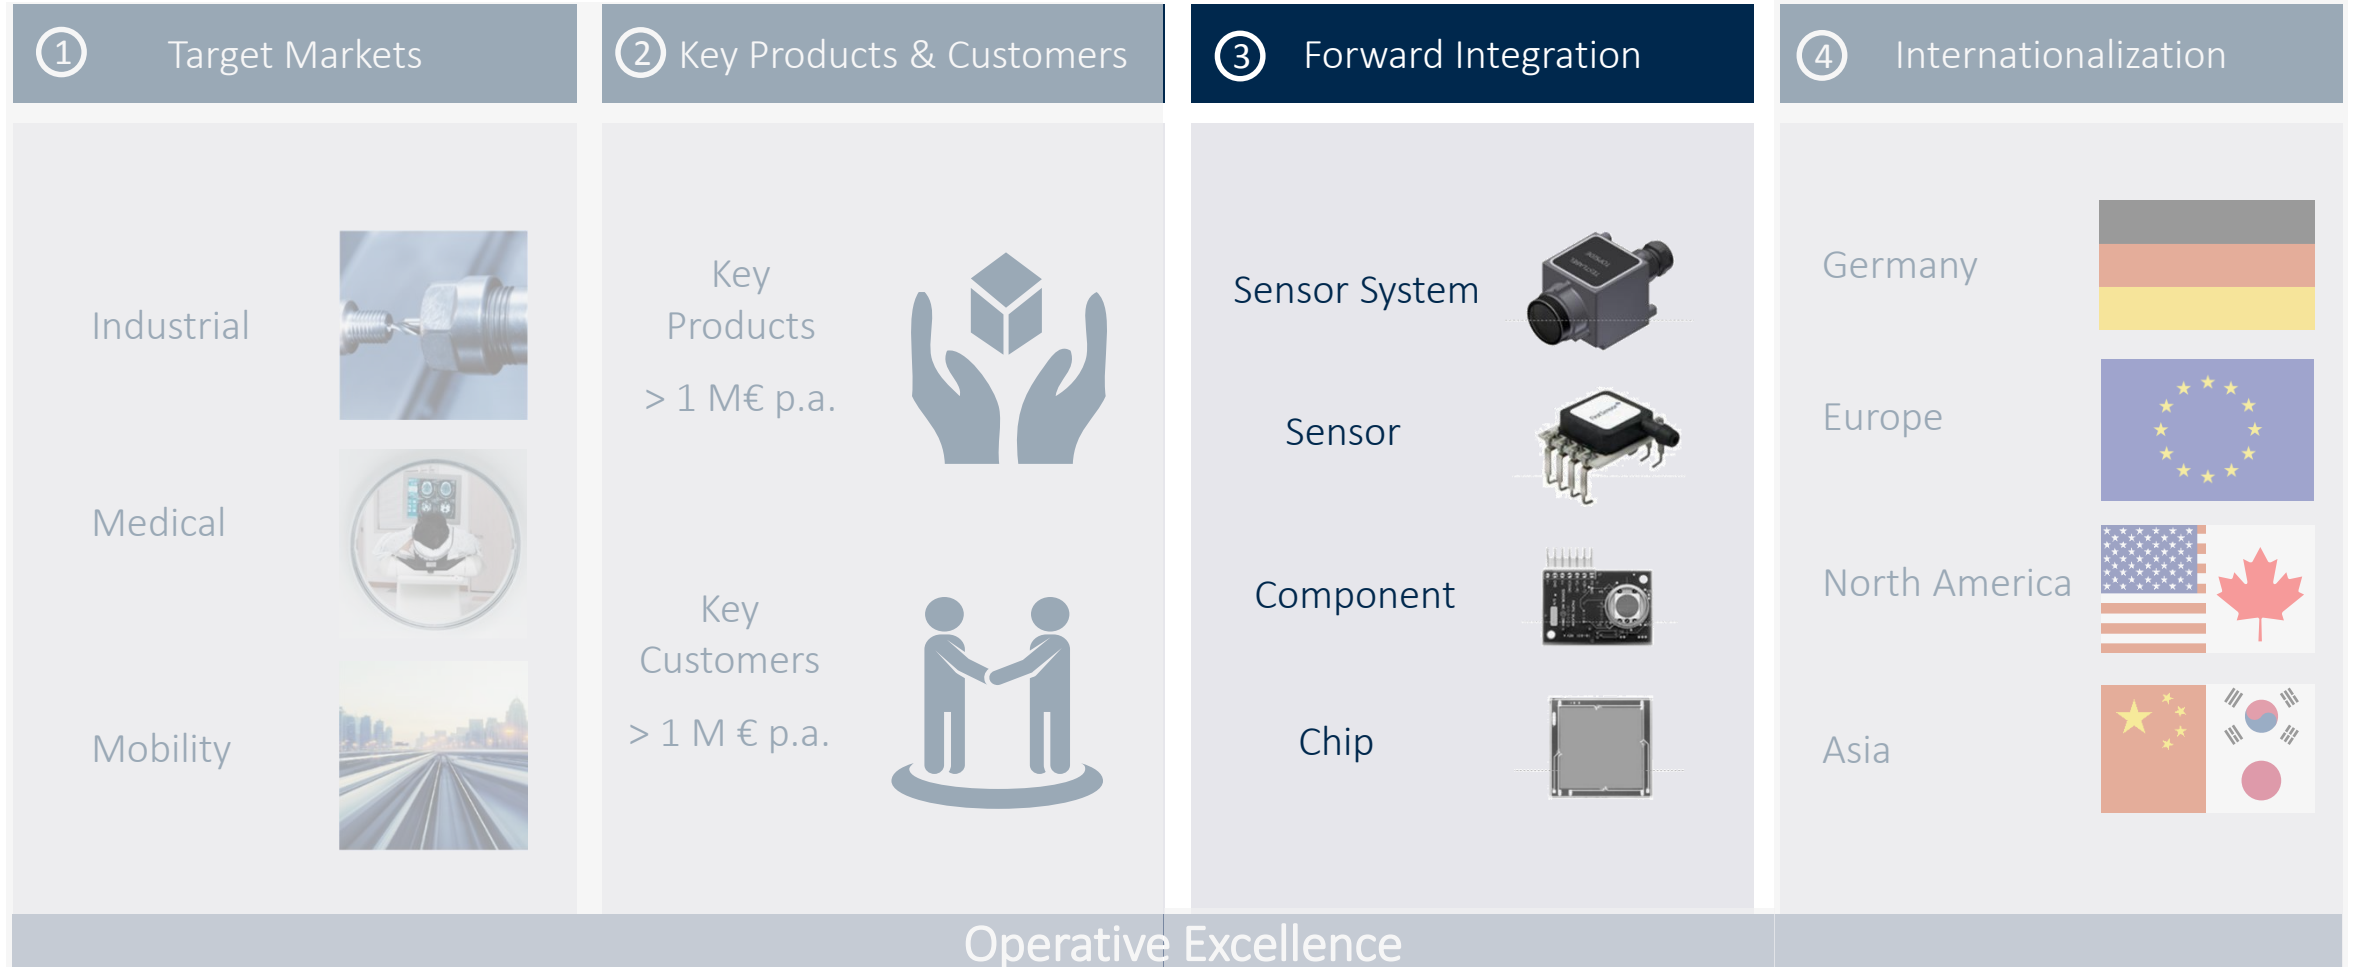 1 Target Markets
Industrial
Medical
Mobility
2 Key Products & Customers
Key
Products
> 1 M€ p.a.
Key
Customers
> 1 M € p.a.
3 Forward Integration
Sensor System
Sensor
Component
Chip
4 Internationalization
Germany
Europe
North America
Asia
Operative Excellence